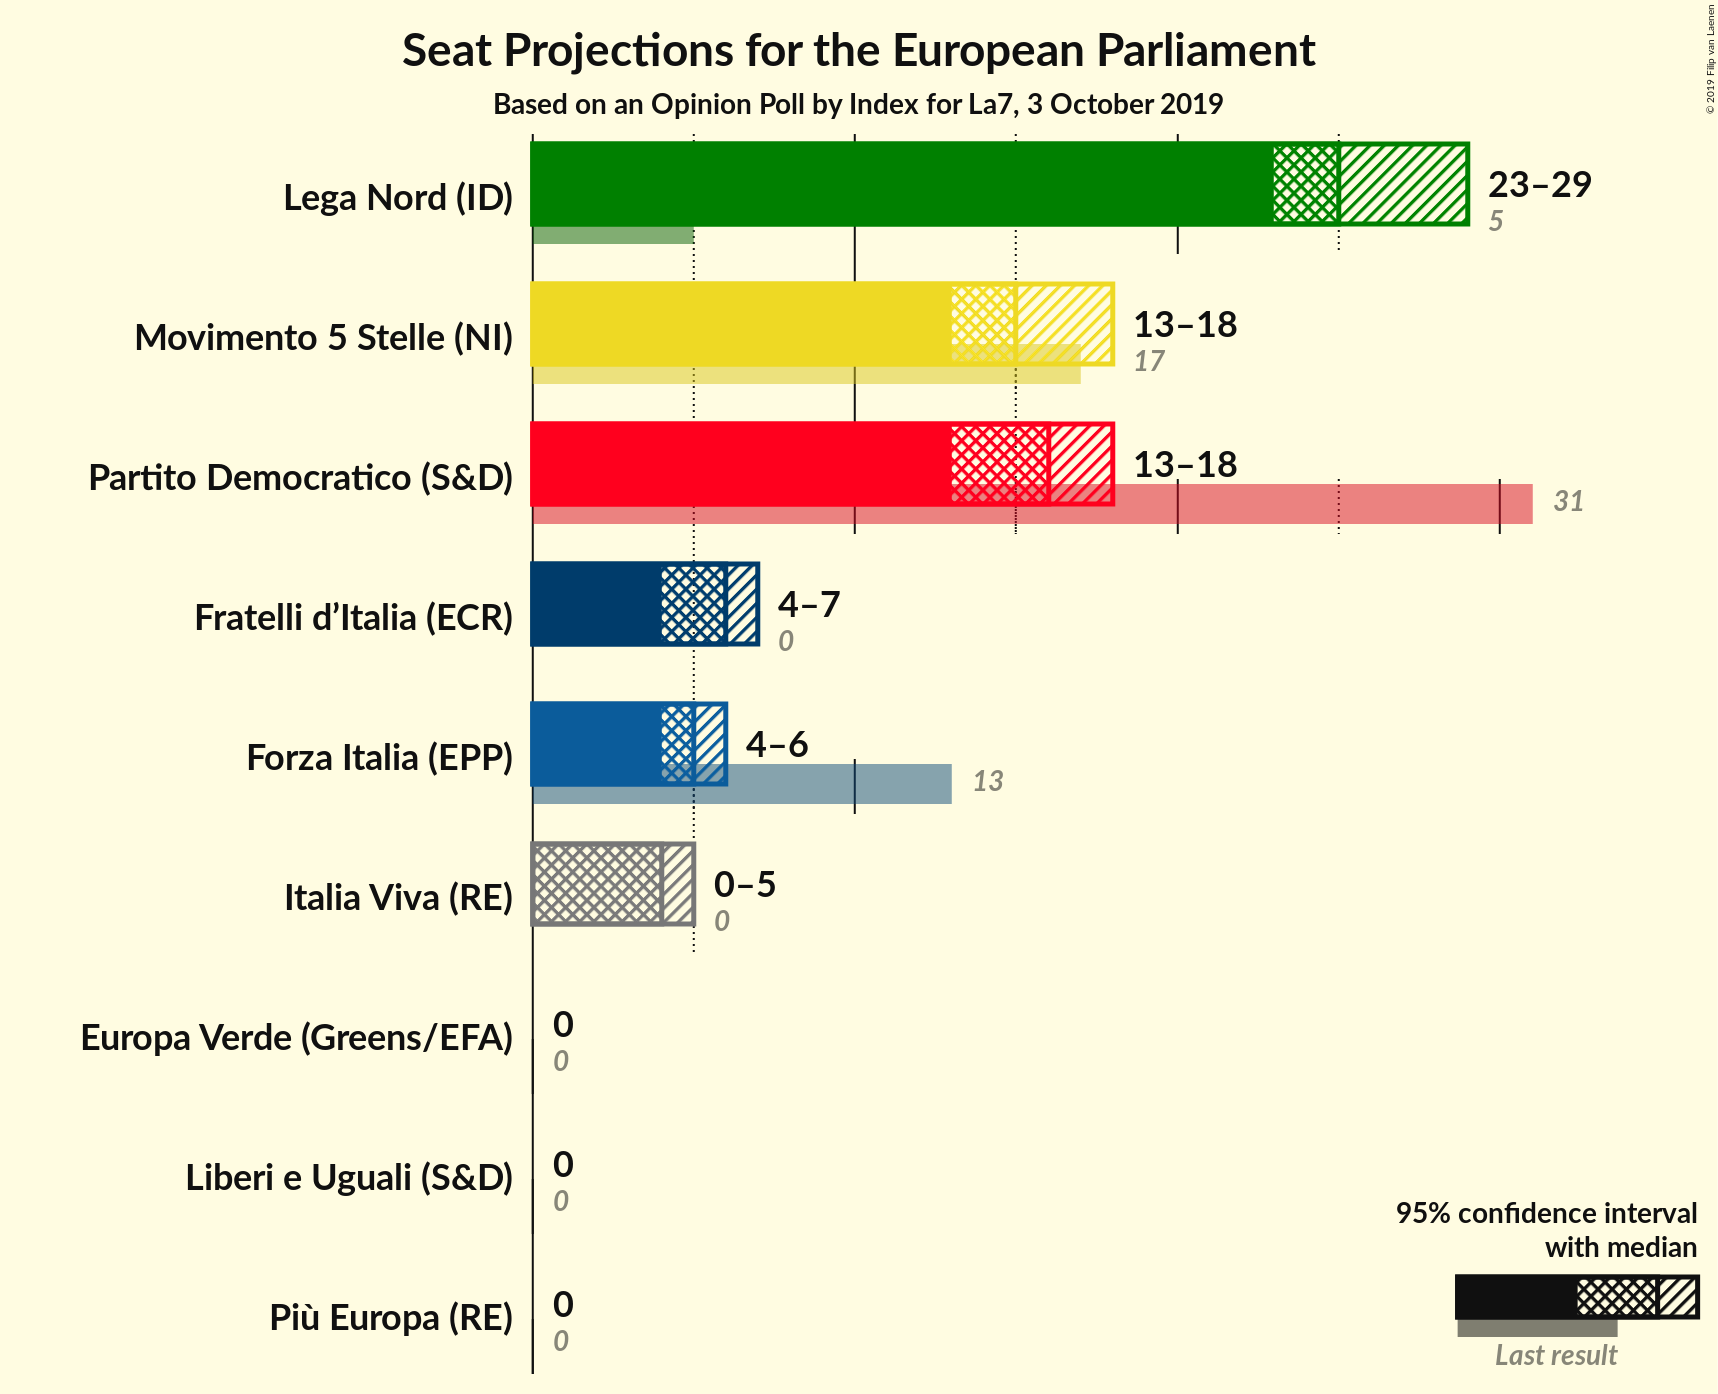 Seat Projections for the European Parliament
Based on an Opinion Poll by Index for La7, 3 October 2019
© 2019 Filip van Laenen
Lega Nord (ID)
23–29
5
Movimento 5 Stelle (NI)
13–18
17
Partito Democratico (S&D)
13–18
31
Fratelli d’Italia (ECR)
4–7
0
Forza Italia (EPP)
4–6
13
Italia Viva (RE)
0–5
0
Europa Verde (Greens/EFA)
0
0
Liberi e Uguali (S&D)
0
0
Più Europa (RE)
0
0
95% confidence interval
with median
Last result